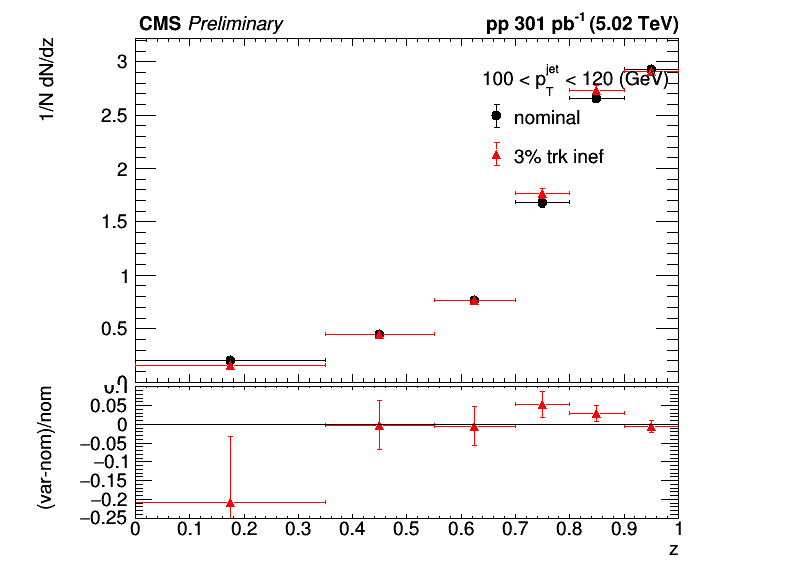 CMS Preliminary
pp 301 pb-1 (5.02 TeV)
1/N dN/dz
3
2.5
2
1.5
1
0.5
0
100 < pTjet < 120 (GeV)
nominal
3% trk inef
(var-nom)/nom
0.1
0.05
0
−0.05
−0.1
−0.15
−0.2
−0.25
0 0.1 0.2 0.3 0.4 0.5 0.6 0.7 0.8 0.9 1
z